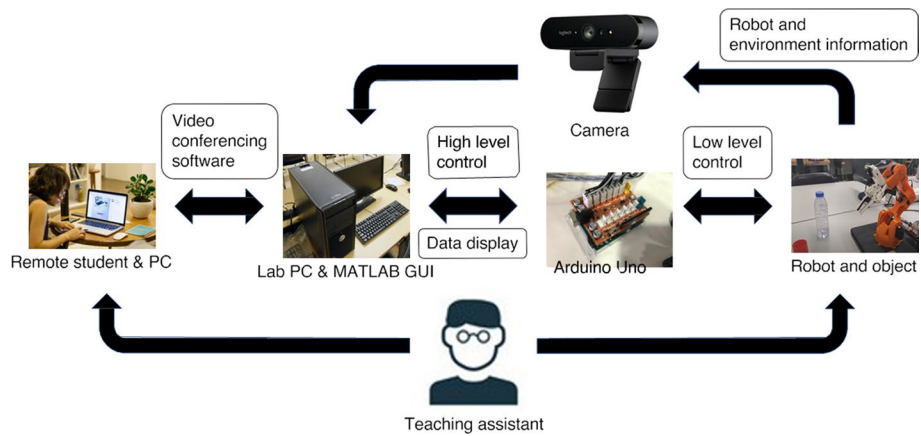 Robot and
environment information
logitech
Camera
Video
conferencing
software
High level
control
Low level
control
Data display
Remote student & PC
Lab PC & MATLAB GUI
Arduino Uno
Robot and object
Teaching assistant